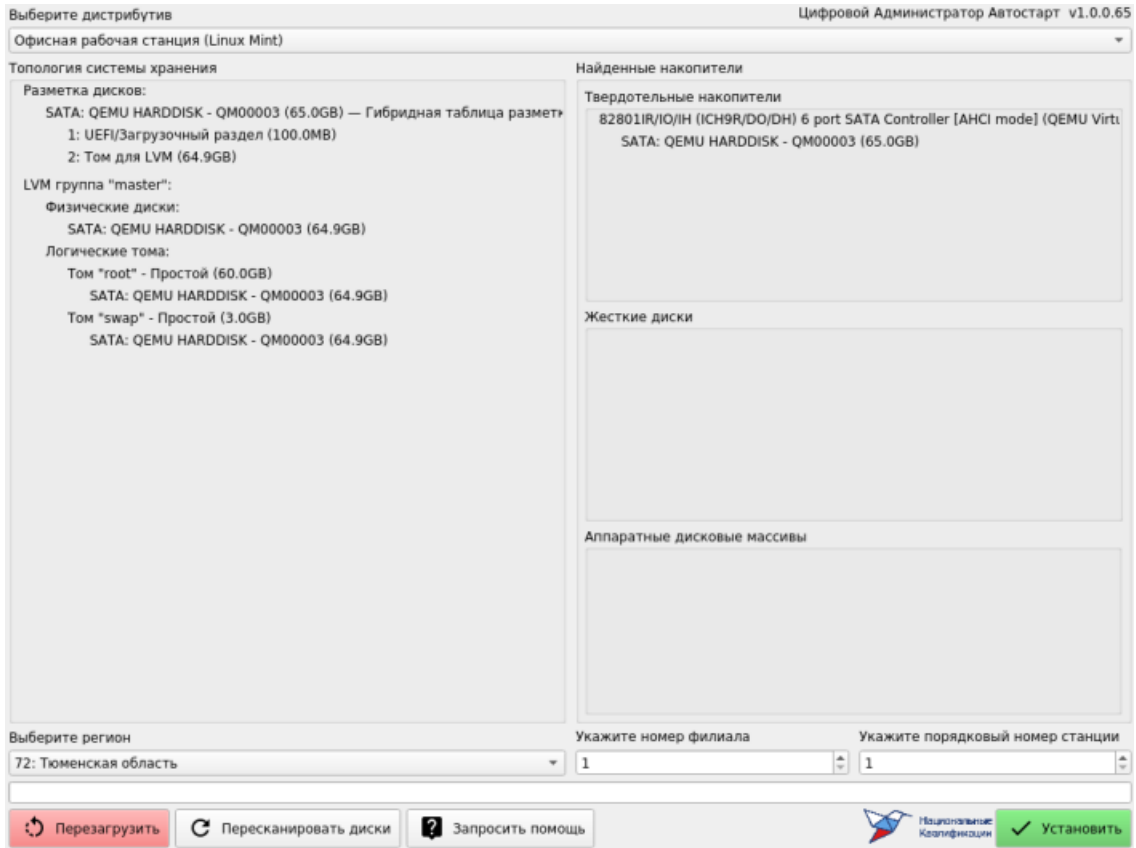 Выберите дистрибутив
Цифровой Администратор Автостарт v1.0.0.65
Офисная рабочая станция (Linux Mint)
Топология системы хранения
Разметка дисков:
SATA: QEMU HARDDISK - QM00003 (65.0GB) — Гибридная таблица размет
1: UEFI/Загрузочный раздел (100.0MB)
2: Том для LVM (64.9GB)
LVM группа "master":
Физические диски:
SATA: QEMU HARDDISK - QM00003 (64.9GB)
Логические тома:
Том "root" - Простой (60.0GB)
SATA: QEMU HARDDISK - QM00003 (64.9GB)
Том "swap" - Простой (3.0GB)
SATA: QEMU HARDDISK - QM00003 (64.9GB)
Найденные накопители
Твердотельные накопители
82801IR/IO/IH (ICH9R/DO/DH) 6 port SATA Controller [AHCI mode] (QEMU Virtu
SATA: QEMU HARDDISK - QM00003 (65.0GB)
Жесткие диски
Аппаратные дисковые массивы
Выберите регион
72: Тюменская область
Укажите номер филиала
1
Укажите порядковый номер станции
1
Перезагрузить
Пересканировать диски
Запросить помощь
Национальные
Квалификации
Установить